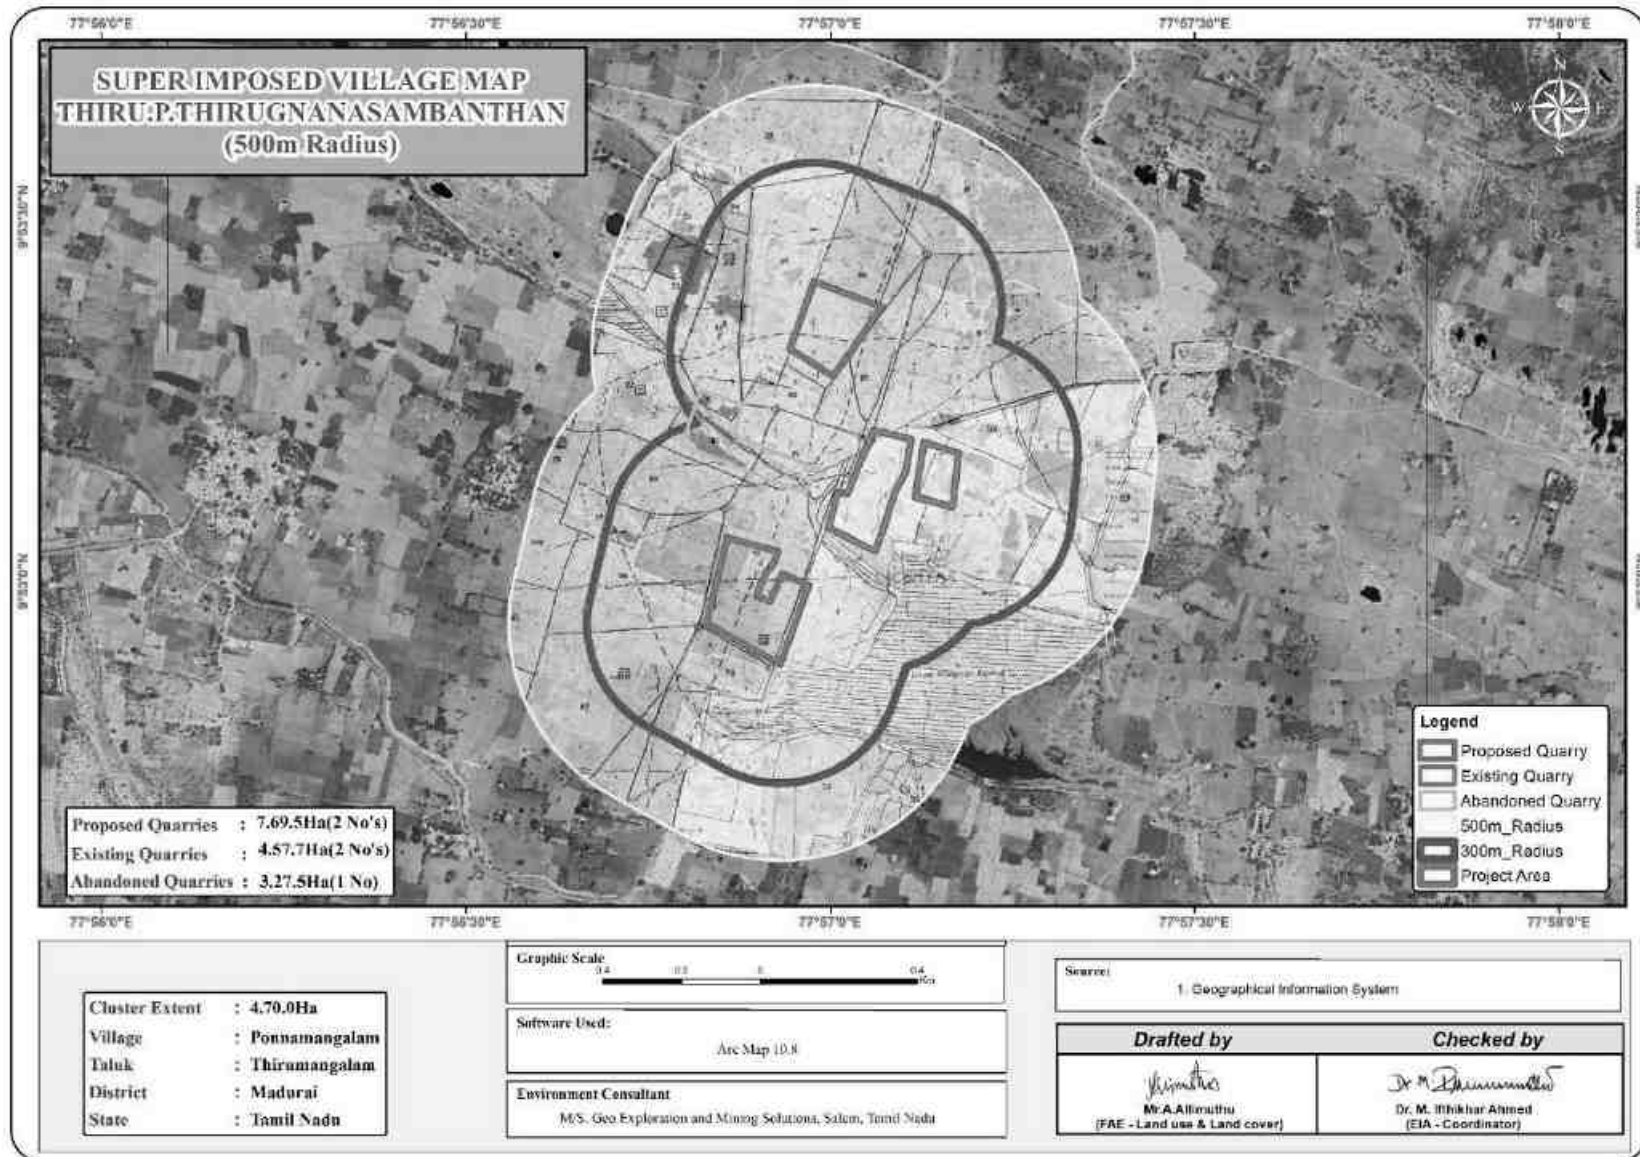 77°56'0"E 77°56'30"E 77°57'0"E 77°57'30"E 77°58'0"E
SUPER IMPOSED VILLAGE MAP
THIRU:P.THIRUGNANASAMBANTHAN
(500m Radius)
N
W E
S
Legend
Proposed Quarry
Existing Quarry
Abandoned Quarry
500m_Radius
300m_Radius
Project Area
Proposed Quarries : 7.69.5Ha(2 No's)
Existing Quarries : 4.57.7Ha(2 No's)
Abandoned Quarries : 3.27.5Ha(1 No)
77°56'0"E 77°56'30"E 77°57'0"E 77°57'30"E 77°58'0"E
Cluster Extent : 4.70.0Ha
Village : Ponnamangalam
Taluk : Thirumangalam
District : Madurai
State : Tamil Nadu
Graphic Scale
0.4 0.2 0 0.4
Km
Software Used:
Arc Map 10.8
Environment Consultant
M/S. Geo Exploration and Mining Solutions, Salem, Tamil Nadu
Source:
1. Geographical Information System
Drafted by Checked by
Mr.A.Allimuthu
(FAE - Land use & Land cover)
Dr. M. Ifthikhar Ahmed
(EIA - Coordinator)